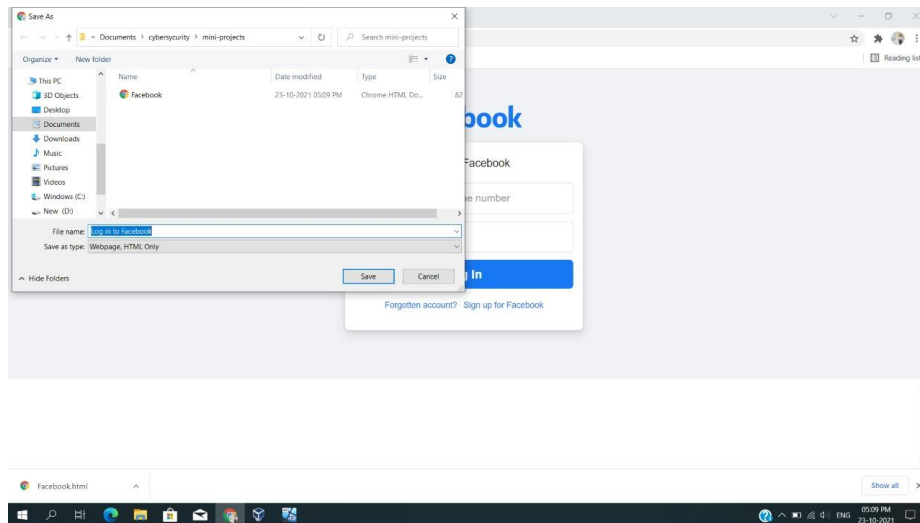 Save As
Documents > cybersycurity > mini-projects
Search mini-projects
Organize
New folder
Reading list
This PC
3D Objects
Desktop
Documents
Downloads
Music
Pictures
Videos
Windows (C:)
New (D:)
Name
Date modified
Type
Size
Facebook
23-10-2021 05:09 PM
Chrome HTML Do...
82
book
Facebook
ne number
File name: Log in to Facebook
Save as type: Webpage, HTML Only
Hide Folders
Save
Cancel
g In
Forgotten account? Sign up for Facebook
Facebook.html
Show all
ENG
05:09 PM
23-10-2021